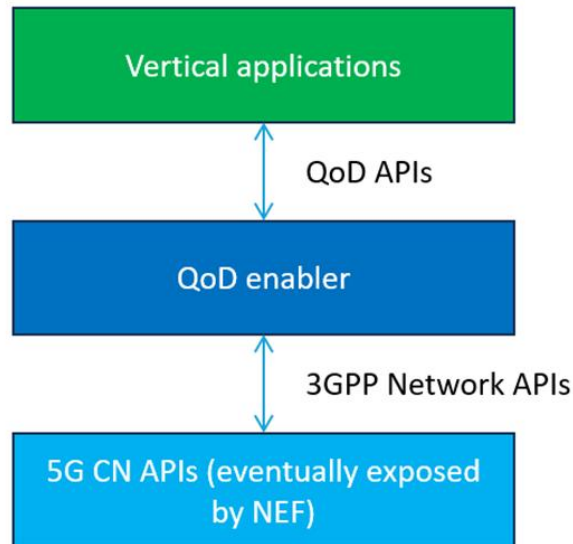 Vertical applications
QoD APIs
QoD enabler
3GPP Network APIs
5G CN APIs (eventually exposed
by NEF)